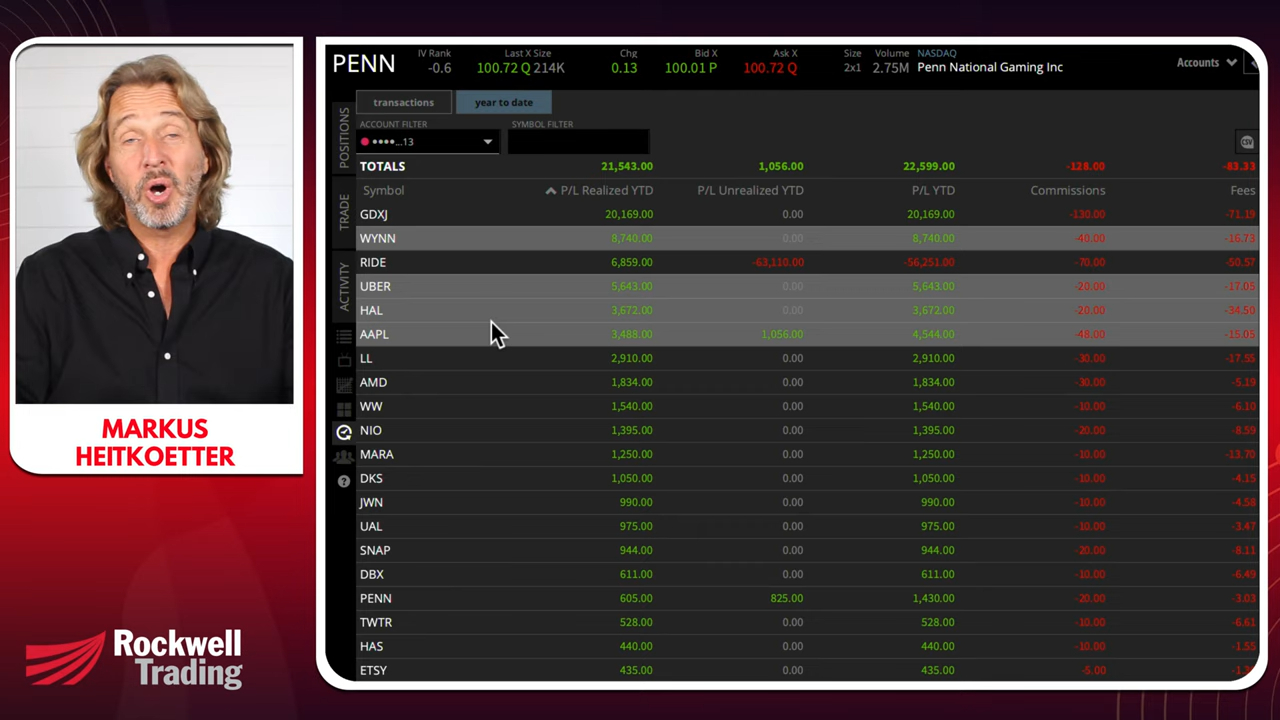 PENN
IV Rank
-0.6
Last X Size
100.72 Q 214K
Chg
0.13
Bid X
100.01 P
Ask X
100.72 Q
Size
2x1
Volume
2.75M
NASDAQ
Penn National Gaming Inc
Accounts
POSITIONS
TRADE
ACTIVITY
transactions year to date
ACCOUNT FILTER SYMBOL FILTER
••••...13
TOTALS 21,543.00 1,056.00 22,599.00 -128.00 -83.33
Symbol P/L Realized YTD P/L Unrealized YTD P/L YTD Commissions Fees
GDXJ 20,169.00 0.00 20,169.00 -130.00 -71.19
WYNN 8,740.00 0.00 8,740.00 -40.00 -16.73
RIDE 6,859.00 -63,110.00 -56,251.00 -70.00 -50.57
UBER 5,643.00 0.00 5,643.00 -20.00 -17.05
HAL 3,672.00 0.00 3,672.00 -20.00 -34.50
AAPL 3,488.00 1,056.00 4,544.00 -48.00 -15.05
LL 2,910.00 0.00 2,910.00 -30.00 -17.55
AMD 1,834.00 0.00 1,834.00 -30.00 -5.19
WW 1,540.00 0.00 1,540.00 -10.00 -6.10
NIO 1,395.00 0.00 1,395.00 -20.00 -8.59
MARA 1,250.00 0.00 1,250.00 -10.00 -13.70
DKS 1,050.00 0.00 1,050.00 -10.00 -4.15
JWN 990.00 0.00 990.00 -10.00 -4.58
UAL 975.00 0.00 975.00 -10.00 -3.47
SNAP 944.00 0.00 944.00 -20.00 -8.11
DBX 611.00 0.00 611.00 -10.00 -6.49
PENN 605.00 825.00 1,430.00 -20.00 -3.03
TWTR 528.00 0.00 528.00 -10.00 -6.61
HAS 440.00 0.00 440.00 -10.00 -1.55
ETSY 435.00 0.00 435.00 -5.00
MARKUS
HEITKOETTER
Rockwell
Trading